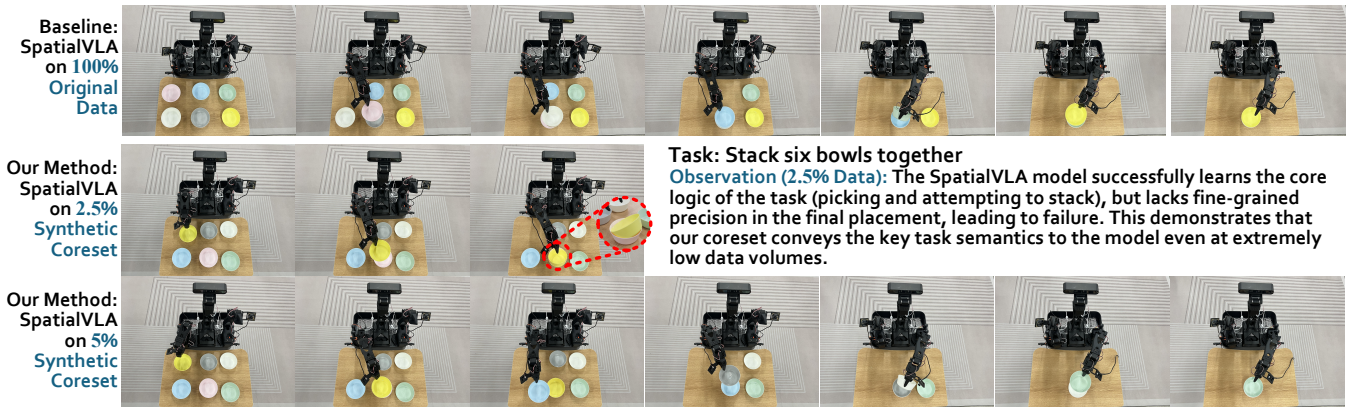 Baseline:
SpatialVLA
on 100%
Original
Data
Our Method:
SpatialVLA
on 2.5%
Synthetic
Coreset
Task: Stack six bowls together
Observation (2.5% Data): The SpatialVLA model successfully learns the core
logic of the task (picking and attempting to stack), but lacks fine-grained
precision in the final placement, leading to failure. This demonstrates that
our coreset conveys the key task semantics to the model even at extremely
low data volumes.
Our Method:
SpatialVLA
on 5%
Synthetic
Coreset